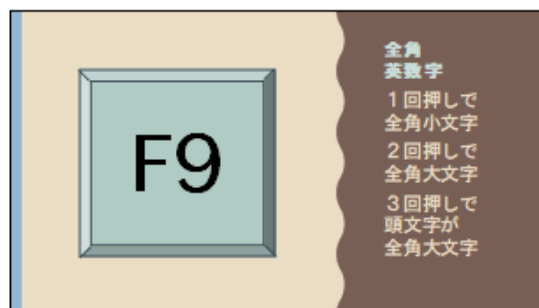 F9
全角
英数字
１回押しで
全角小文字
２回押しで
全角大文字
３回押しで
頭文字が
全角大文字